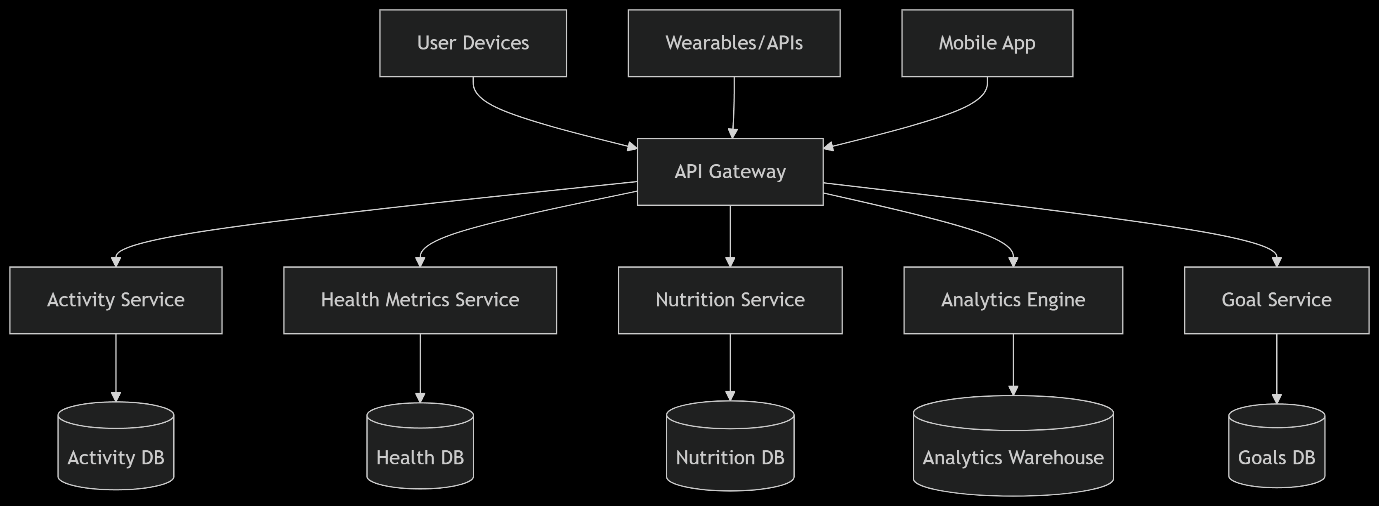 User Devices
Wearables/APIs
Mobile App
API Gateway
Activity Service
Health Metrics Service
Nutrition Service
Analytics Engine
Goal Service
Activity DB
Health DB
Nutrition DB
Analytics Warehouse
Goals DB